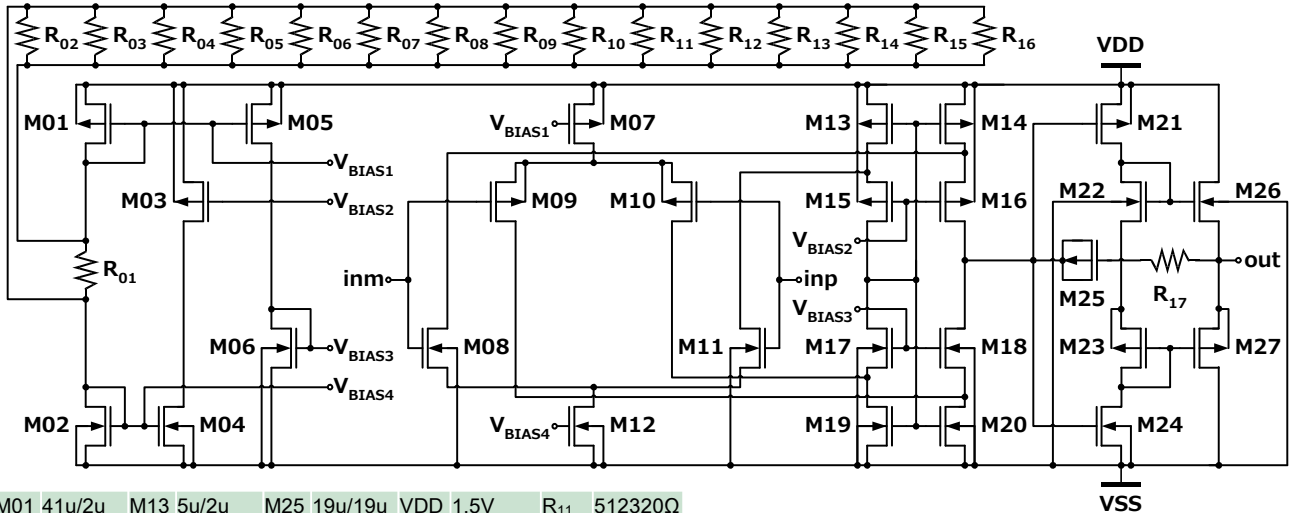 R02 R03 R04 R05 R06 R07 R08 R09 R10 R11 R12 R13 R14 R15 R16
VDD
M01 M05 VBIAS1 M07 M13 M14 M21
VBIAS1
M03 VBIAS2 M09 M10 M15 M16 M22 M26
VBIAS2
R01 inm inp out
M25 R17
VBIAS3
M06 VBIAS3 M08 M11 M17 M18 M23 M27
VBIAS4
M02 M04 VBIAS4 M12 M19 M20 M24
VSS
M01 41u/2u M13 5u/2u M25 19u/19u VDD 1.5V R11 512320Ω